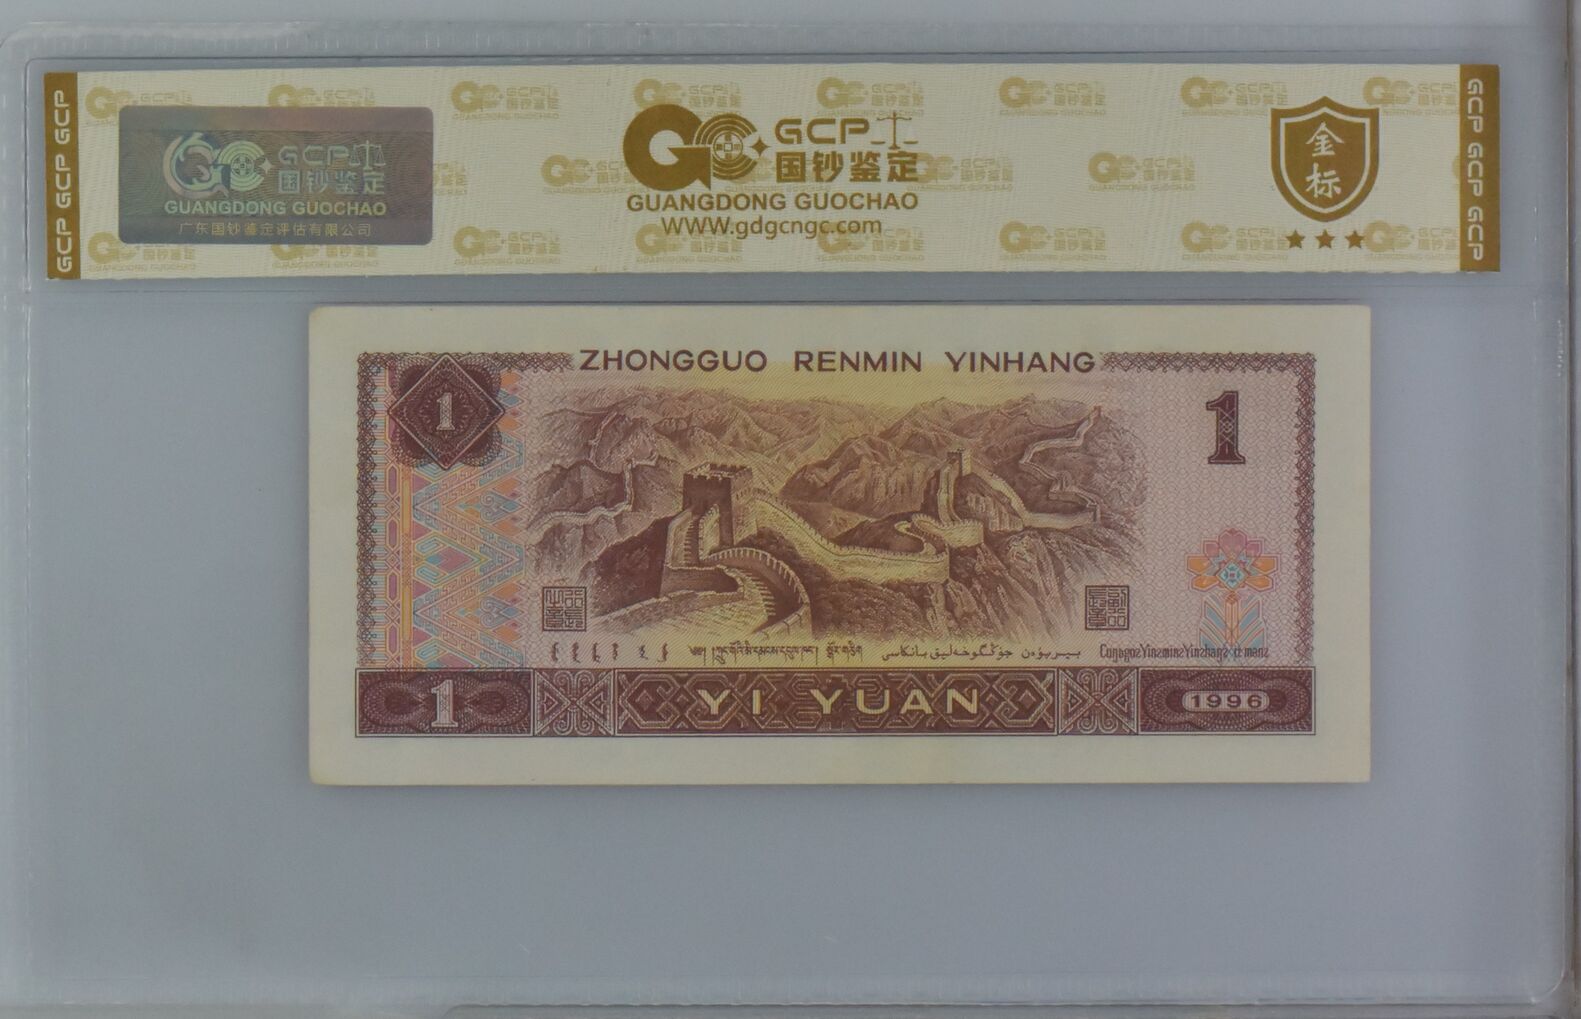 GCP GCP GCP
GCP
国钞鉴定
GUANGDONG GUOCHAO
广东国钞鉴定评估有限公司
GCP
国钞鉴定
GUANGDONG GUOCHAO
WWW.gdgcngc.com
金
标
GCP GCP GCP
ZHONGGUO RENMIN YINHANG
1
1
1
YI YUAN
1996